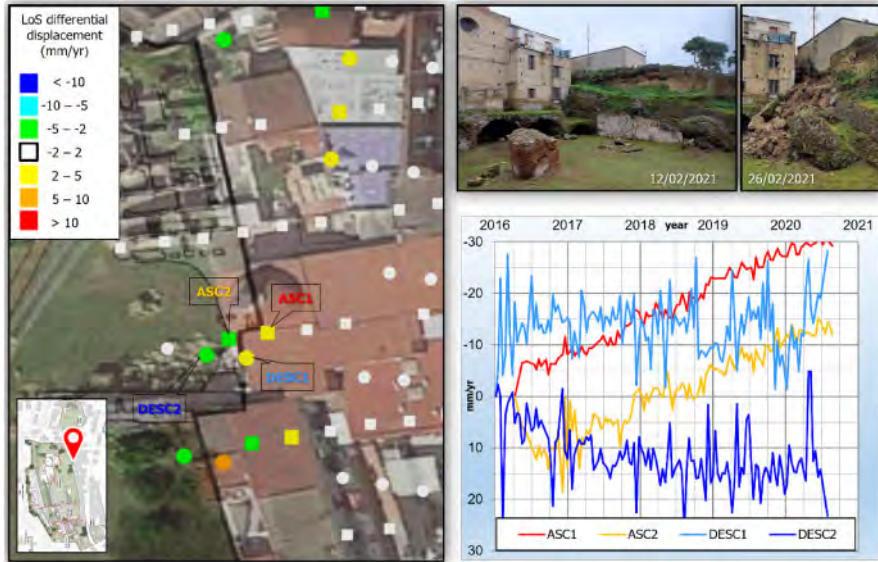 LoS differential
displacement
(mm/yr)
< -10
-10 – -5
-5 – -2
-2 – 2
2 – 5
5 – 10
> 10
ASC2
ASC1
DESC1
DESC2
12/02/2021
26/02/2021
2016 2017 2018 year 2019 2020 2021
-30
-20
-10
0
10
20
30
mm/yr
ASC1 ASC2 DESC1 DESC2